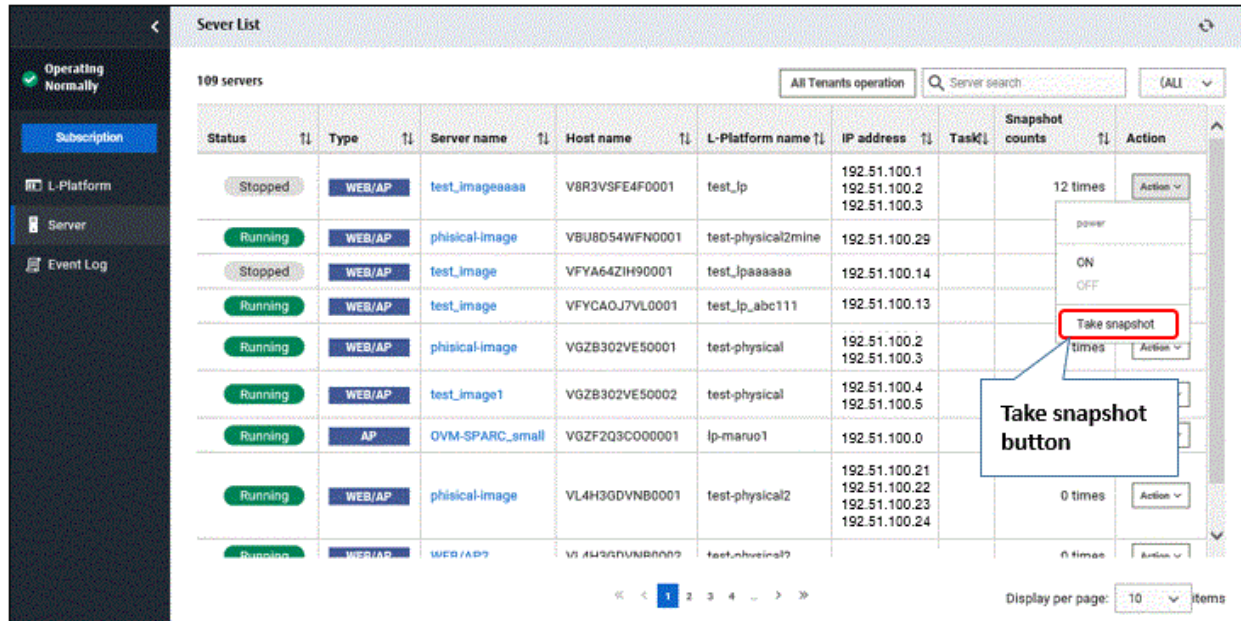 Sever List
Operating
Normally
Subscription
L-Platform
Server
Event Log
109 servers
All Tenants operation
Server search
(ALL
Status
Type
Server name
Host name
L-Platform name
IP address
Task
Snapshot
counts
Action
Stopped WEB/AP test_imageaaaa V8R3VSFE4F0001 test_lp 192.51.100.1
192.51.100.2
192.51.100.3
12 times Action
Running WEB/AP phisical-image VBU8D54WFN0001 test-physical2mine 192.51.100.29
Stopped WEB/AP test_image VFYA64ZIH90001 test_lpaaaaaa 192.51.100.14
Running WEB/AP test_image VFYCAOJ7VL0001 test_lp_abc111 192.51.100.13
Running WEB/AP phisical-image VGZB302VE50001 test-physical 192.51.100.2
192.51.100.3
times Action
Running WEB/AP test_image1 VGZB302VE50002 test-physical 192.51.100.4
192.51.100.5
Running AP OVM-SPARC_small VGZF2Q3CO00001 lp-maruo1 192.51.100.0
Running WEB/AP phisical-image VL4H3GDVNB0001 test-physical2 192.51.100.21
192.51.100.22
192.51.100.23
192.51.100.24
0 times Action
Running WEB/AP WEB/AP2 VL4H3GDVNB0002 test-physical2 0 times Action
power
ON
OFF
Take snapshot
Take snapshot
button
1 2 3 4
Display per page: 10 items